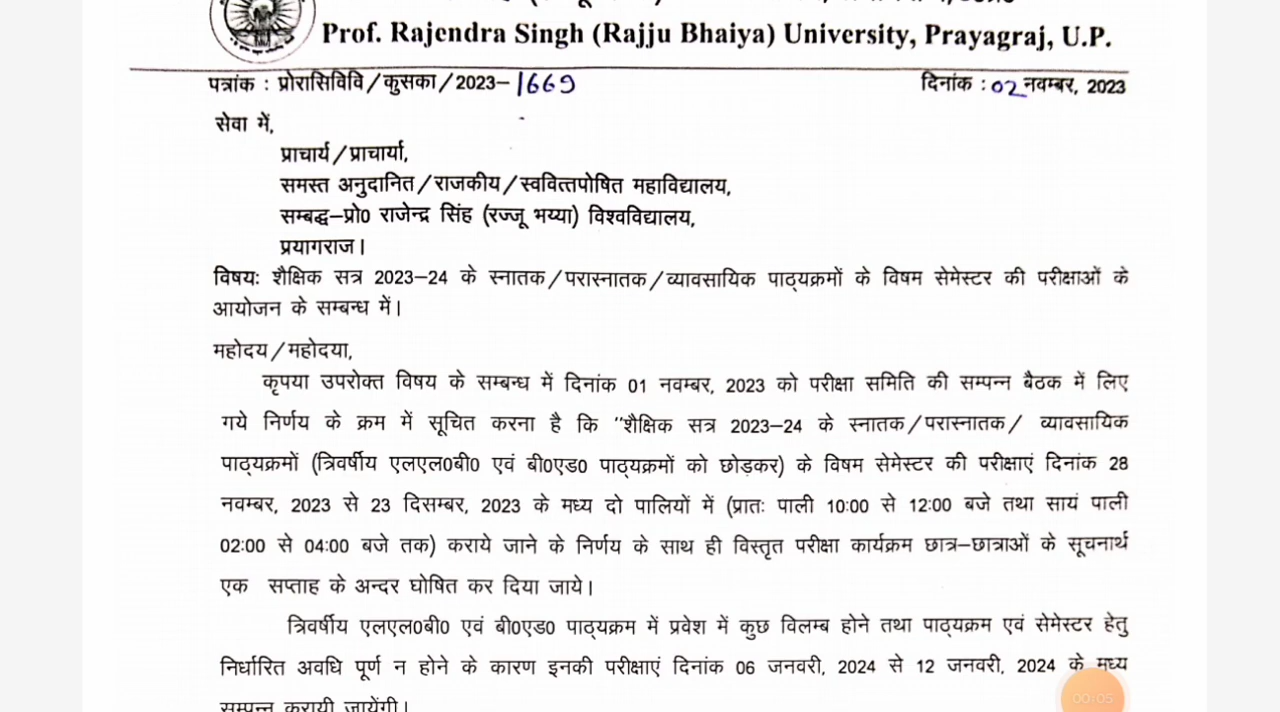 Prof. Rajendra Singh (Rajju Bhaiya) University, Prayagraj, U.P.
पत्रांक : प्रोरासिविवि/कुसका/2023-1669 दिनांक : 02 नवम्बर, 2023
सेवा में,
प्राचार्य/प्राचार्या,
समस्त अनुदानित/राजकीय/स्ववित्तपोषित महाविद्यालय,
सम्बद्ध-प्रो0 राजेन्द्र सिंह (रज्जू भय्या) विश्वविद्यालय,
प्रयागराज।
विषयः शैक्षिक सत्र 2023-24 के स्नातक/परास्नातक/व्यावसायिक पाठ्यक्रमों के विषम सेमेस्टर की परीक्षाओं के
आयोजन के सम्बन्ध में।
महोदय/महोदया,
कृपया उपरोक्त विषय के सम्बन्ध में दिनांक 01 नवम्बर, 2023 को परीक्षा समिति की सम्पन्न बैठक में लिए
गये निर्णय के क्रम में सूचित करना है कि "शैक्षिक सत्र 2023-24 के स्नातक/परास्नातक/ व्यावसायिक
पाठ्यक्रमों (त्रिवर्षीय एलएल0बी0 एवं बी0एड0 पाठ्यक्रमों को छोड़कर) के विषम सेमेस्टर की परीक्षाएं दिनांक 28
नवम्बर, 2023 से 23 दिसम्बर, 2023 के मध्य दो पालियों में (प्रातः पाली 10:00 से 12:00 बजे तथा सायं पाली
02:00 से 04:00 बजे तक) कराये जाने के निर्णय के साथ ही विस्तृत परीक्षा कार्यक्रम छात्र-छात्राओं के सूचनार्थ
एक सप्ताह के अन्दर घोषित कर दिया जाये।
त्रिवर्षीय एलएल0बी0 एवं बी0एड0 पाठ्यक्रम में प्रवेश में कुछ विलम्ब होने तथा पाठ्यक्रम एवं सेमेस्टर हेतु
निर्धारित अवधि पूर्ण न होने के कारण इनकी परीक्षाएं दिनांक 06 जनवरी, 2024 से 12 जनवरी, 2024 के मध्य
सम्पन्न करायी जायेंगी।
00:05